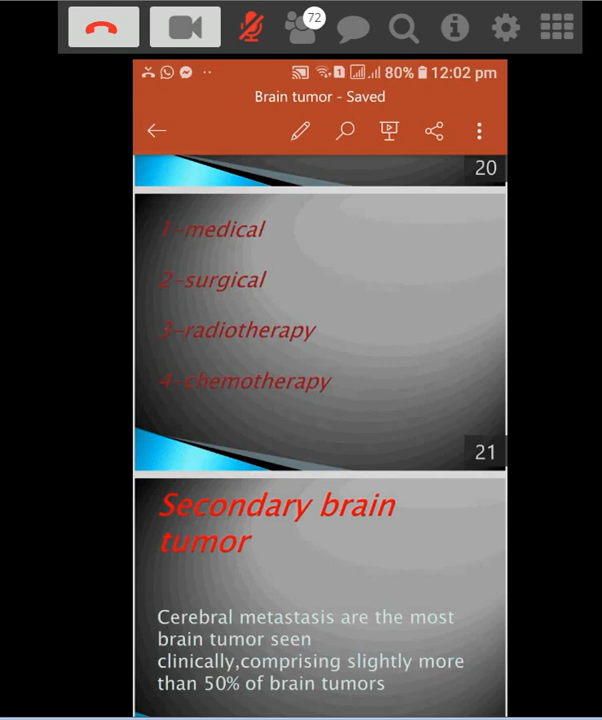 72
80% 12:02 pm
Brain tumor - Saved
20
1-medical
2-surgical
3-radiotherapy
4-chemotherapy
21
Secondary brain
tumor
Cerebral metastasis are the most
brain tumor seen
clinically,comprising slightly more
than 50% of brain tumors